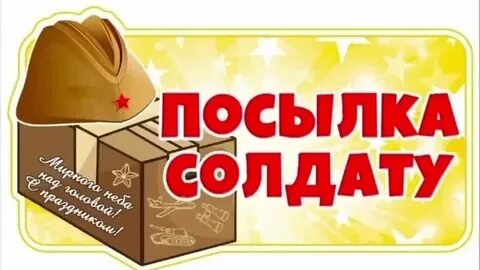 ПОСЫЛКА
СОЛДАТУ
Мирного неба
над головой!
С праздником!